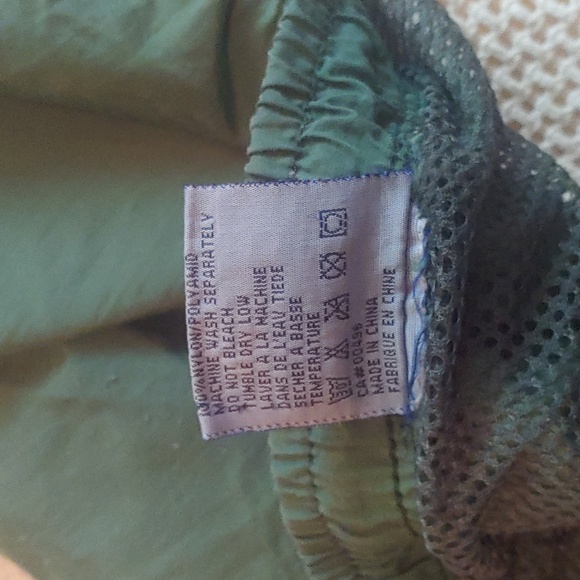 100% NYLON/POLYAMID
MACHINE WASH SEPARATELY
DO NOT BLEACH
TUMBLE DRY LOW
LAVER A LA MACHINE
DANS DE L'EAU TIEDE
SECHER A BASSE
TEMPERATURE
CA#00496
MADE IN CHINA
FABRIQUE EN CHINE